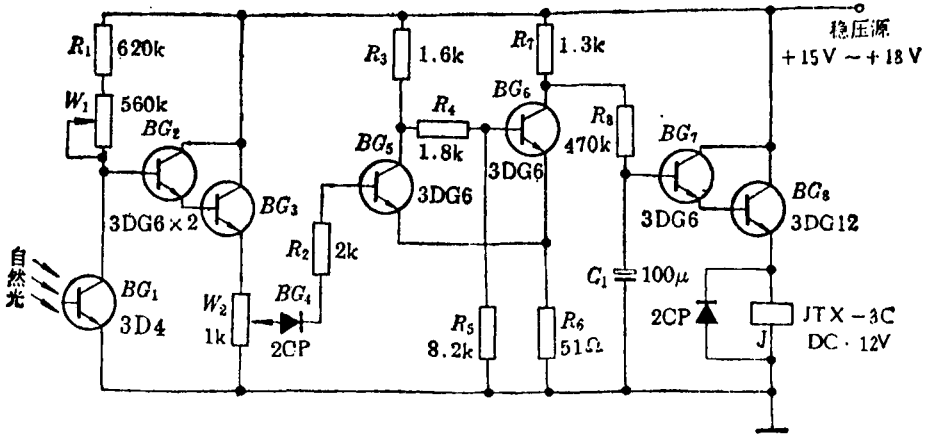 R₁ 620k
W₁ 560k
BG₂
3DG6×2
BG₃
自然光
BG₁
3D4
W₂
1k
BG₄
2CP
R₂ 2k
R₃ 1.6k
R₄
1.8k
BG₅
3DG6
R₅
8.2k
R₆
51Ω
R₇ 1.3k
BG₆
3DG6
R₈
470k
C₁ 100μ
BG₇
3DG6
BG₈
3DG12
2CP
J
JTX-3C
DC·12V
稳压源
+15V～+18V